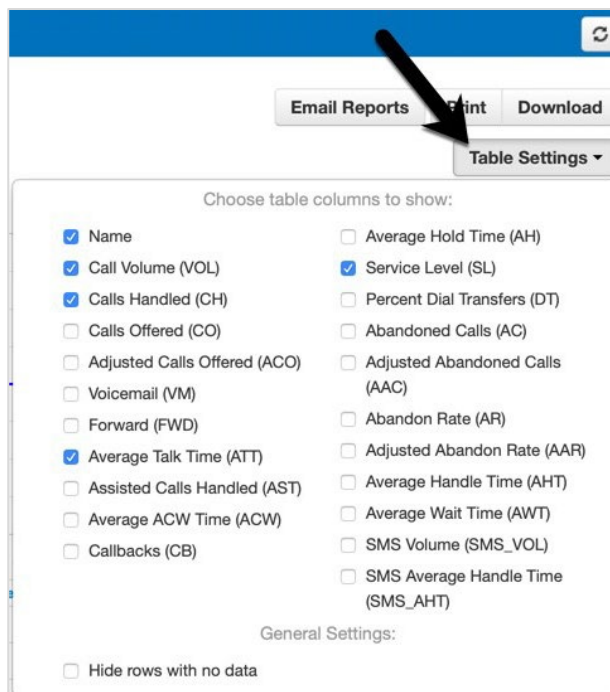 Email Reports
Print
Download
Table Settings
Choose table columns to show:
Name
Call Volume (VOL)
Calls Handled (CH)
Calls Offered (CO)
Adjusted Calls Offered (ACO)
Voicemail (VM)
Forward (FWD)
Average Talk Time (ATT)
Assisted Calls Handled (AST)
Average ACW Time (ACW)
Callbacks (CB)
Average Hold Time (AH)
Service Level (SL)
Percent Dial Transfers (DT)
Abandoned Calls (AC)
Adjusted Abandoned Calls
(AAC)
Abandon Rate (AR)
Adjusted Abandon Rate (AAR)
Average Handle Time (AHT)
Average Wait Time (AWT)
SMS Volume (SMS_VOL)
SMS Average Handle Time
(SMS_AHT)
General Settings:
Hide rows with no data